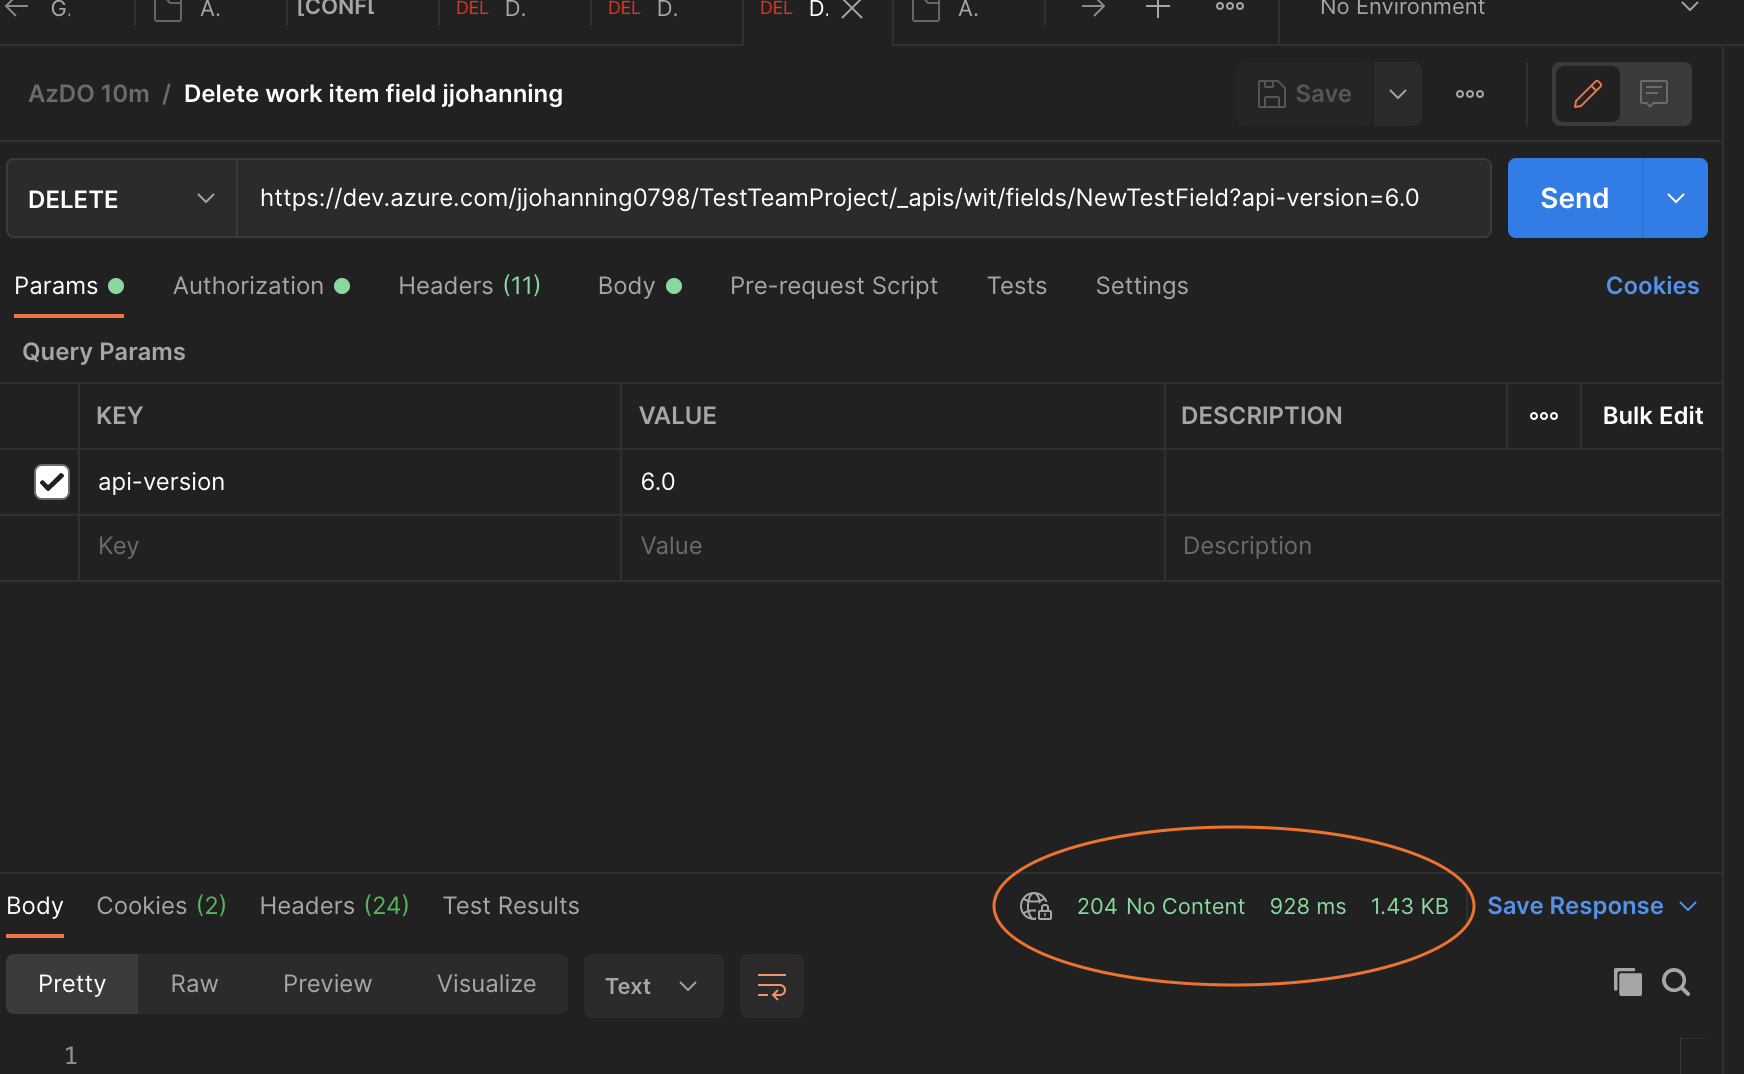 G. A. [CONF[ DEL D. DEL D. DEL D. A. No Environment
AzDO 10m / Delete work item field jjohanning Save
DELETE https://dev.azure.com/jjohanning0798/TestTeamProject/_apis/wit/fields/NewTestField?api-version=6.0 Send
Params Authorization Headers (11) Body Pre-request Script Tests Settings Cookies
Query Params
KEY VALUE DESCRIPTION Bulk Edit
api-version 6.0
Key Value Description
Body Cookies (2) Headers (24) Test Results 204 No Content 928 ms 1.43 KB Save Response
Pretty Raw Preview Visualize Text
1